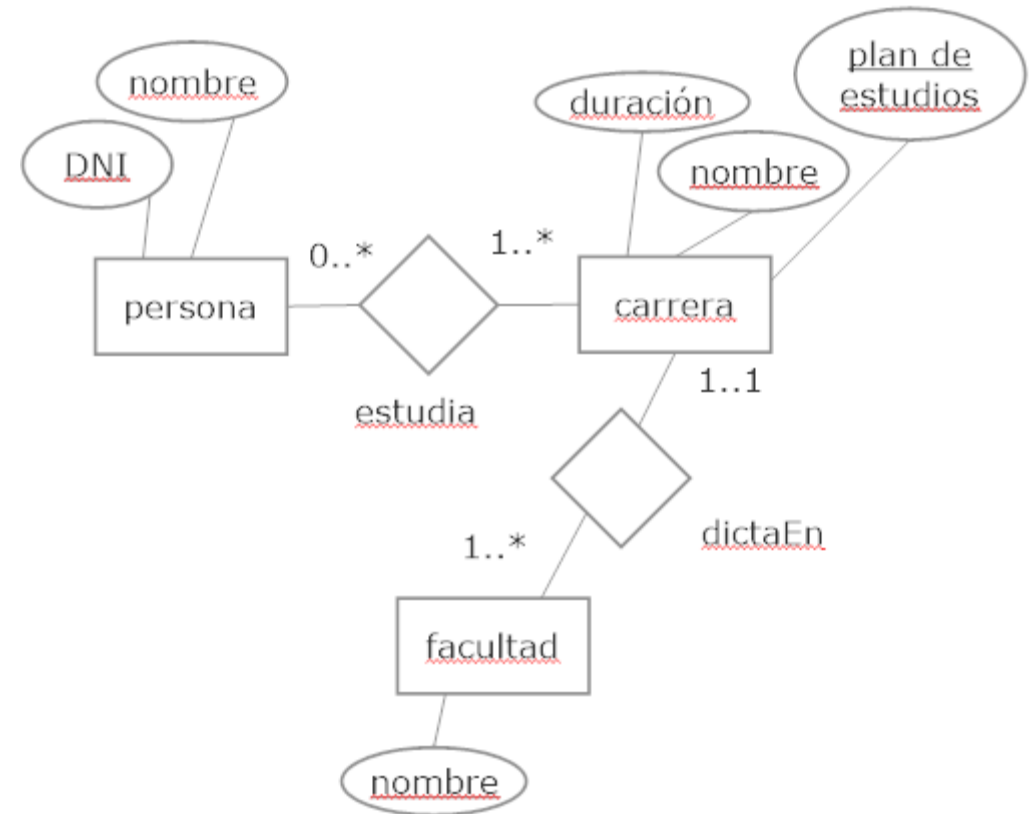 nombre
plan de
estudios
duración
DNI
nombre
0..*
1..*
persona
carrera
1..1
estudia
dictaEn
1..*
facultad
nombre